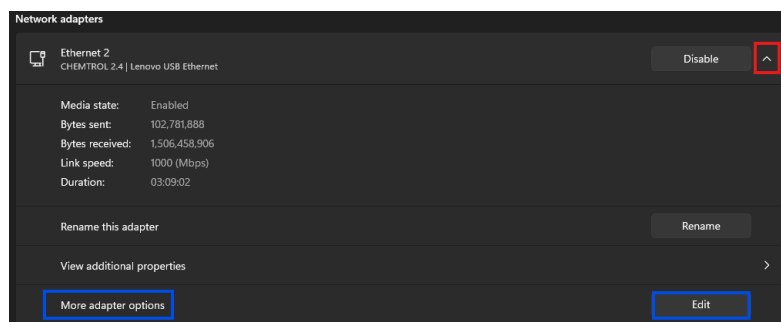 Network adapters
Ethernet 2
CHEMTROL 2.4 | Lenovo USB Ethernet
Disable
Media state: Enabled
Bytes sent: 102,781,888
Bytes received: 1,506,458,906
Link speed: 1000 (Mbps)
Duration: 03:09:02
Rename this adapter
Rename
View additional properties
More adapter options
Edit